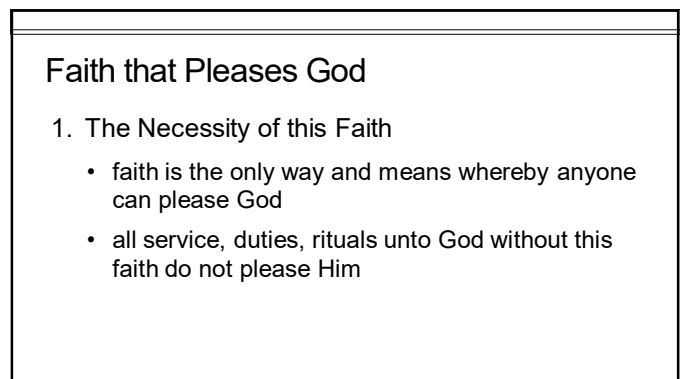 Faith that Pleases God
1. The Necessity of this Faith
• faith is the only way and means whereby anyone
can please God
• all service, duties, rituals unto God without this
faith do not please Him